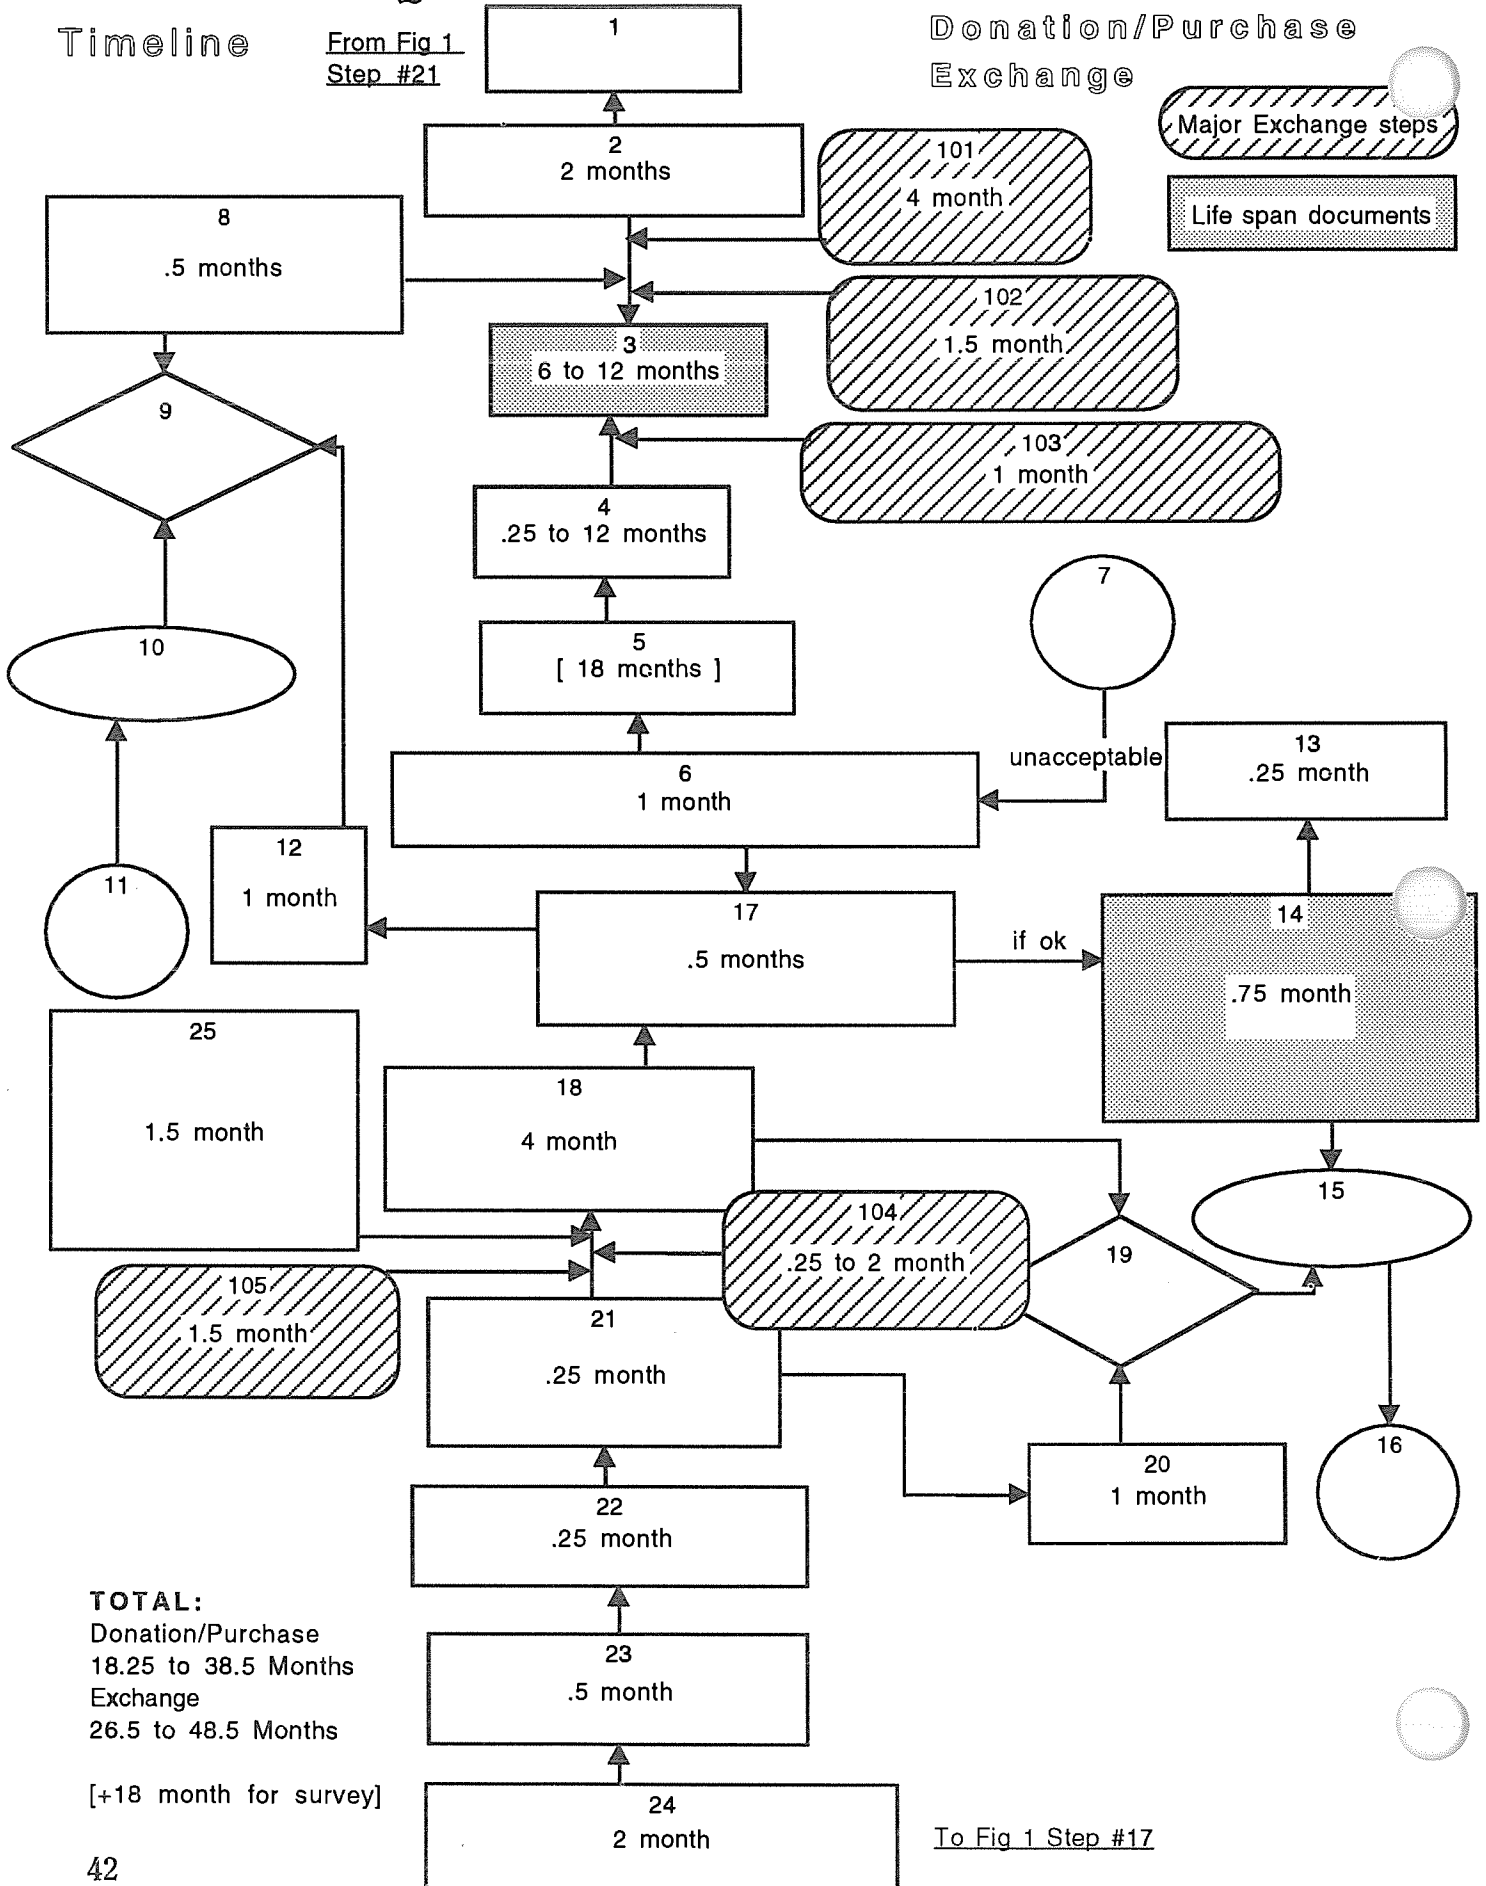 Timeline
From Fig 1
Step #21
Donation/Purchase
Exchange
Major Exchange steps
Life span documents
1
2
2 months
101
4 month
8
.5 months
102
1.5 month
3
6 to 12 months
9
103
1 month
4
.25 to 12 months
7
10
5
[ 18 months ]
unacceptable
13
.25 month
6
1 month
12
1 month
11
17
.5 months
if ok
14
.75 month
25
1.5 month
18
4 month
15
104
.25 to 2 month
19
105
1.5 month
21
.25 month
16
20
1 month
22
.25 month
TOTAL:
Donation/Purchase
18.25 to 38.5 Months
Exchange
26.5 to 48.5 Months
[+18 month for survey]
23
.5 month
24
2 month
To Fig 1 Step #17
42